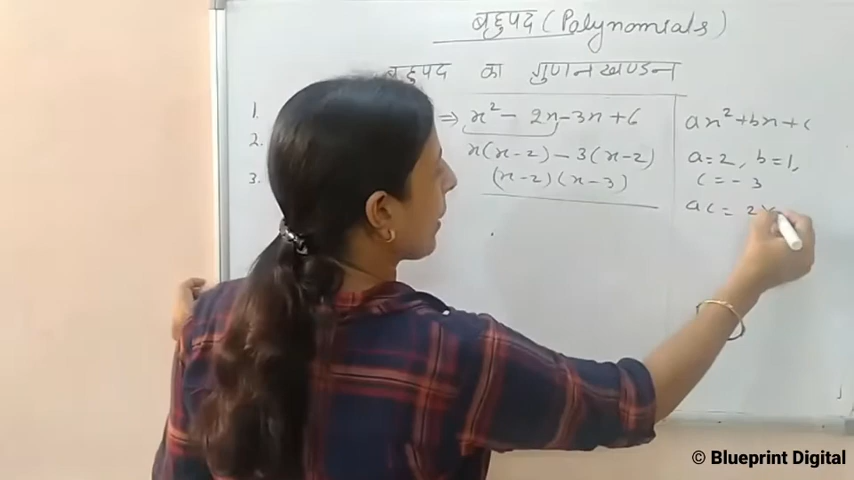 बहुपद (Polynomials)
बहुपद का गुणनखण्डन
1. ⇒ x² - 2x - 3x + 6
2. x(x-2) - 3(x-2)
3. (x-2)(x-3)
ax² + bx + c
a = 2, b = 1,
c = - 3
ac = 2x
© Blueprint Digital